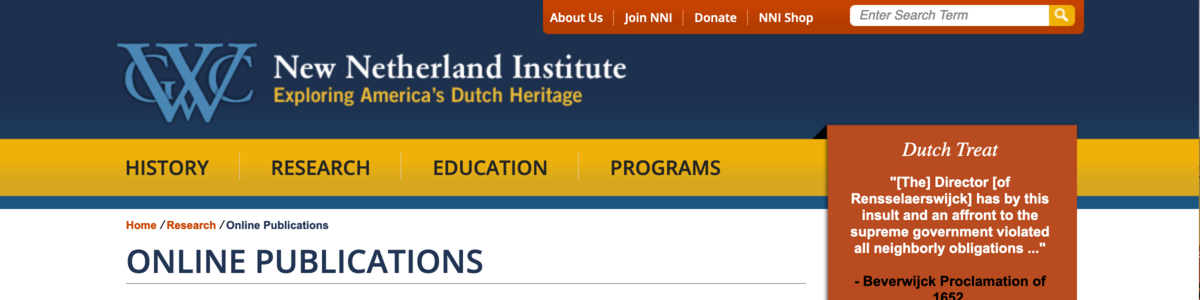 About Us
Join NNI
Donate
NNI Shop
Enter Search Term
GWC
New Netherland Institute
Exploring America's Dutch Heritage
HISTORY
RESEARCH
EDUCATION
PROGRAMS
Home / Research / Online Publications
ONLINE PUBLICATIONS
Dutch Treat
"[The] Director [of
Rensselaerswijck] has by this
insult and an affront to the
supreme government violated
all neighborly obligations ..."
- Beverwijck Proclamation of
1652